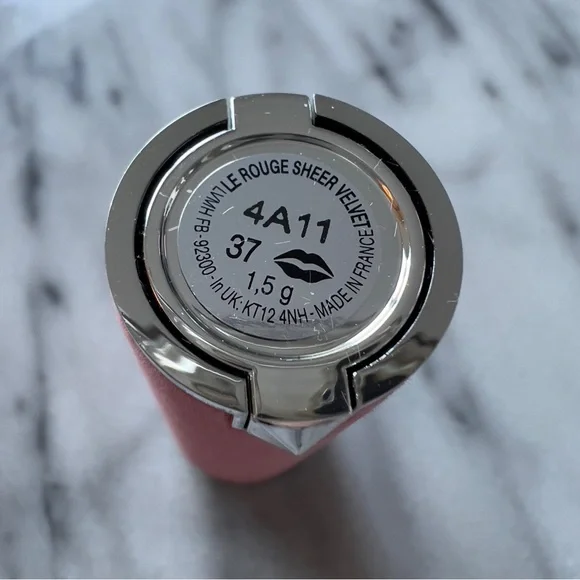 LE ROUGE SHEER VELVET
4A11
37
1,5 g
LVMH FB - 92300 - In UK: KT12 4NH - MADE IN FRANCE